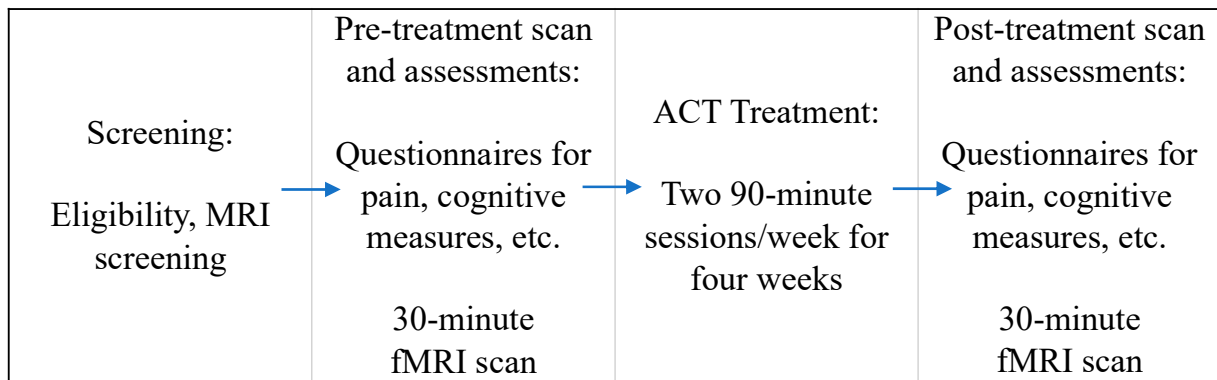 Screening:
Eligibility, MRI
screening
Pre-treatment scan
and assessments:
Questionnaires for
pain, cognitive
measures, etc.
30-minute
fMRI scan
ACT Treatment:
Two 90-minute
sessions/week for
four weeks
Post-treatment scan
and assessments:
Questionnaires for
pain, cognitive
measures, etc.
30-minute
fMRI scan